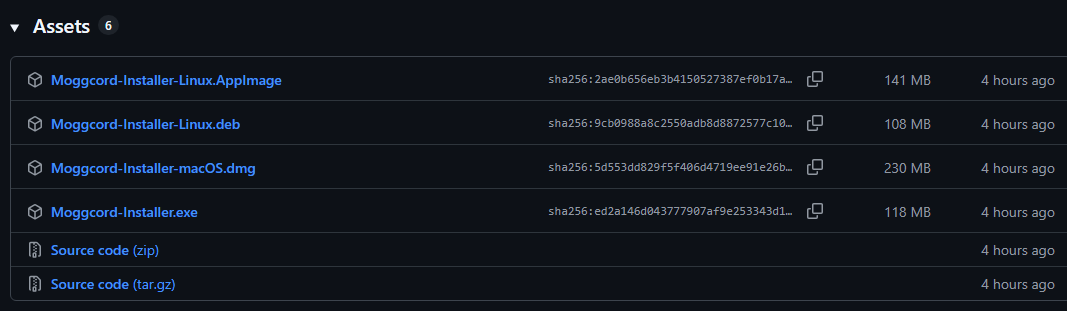 Assets 6
Moggcord-Installer-Linux.AppImage sha256:2ae0b656eb3b4150527387ef0b17a… 141 MB 4 hours ago
Moggcord-Installer-Linux.deb sha256:9cb0988a8c2550adb8d8872577c10… 108 MB 4 hours ago
Moggcord-Installer-macOS.dmg sha256:5d553dd829f5f406d4719ee91e26b… 230 MB 4 hours ago
Moggcord-Installer.exe sha256:ed2a146d043777907af9e253343d1… 118 MB 4 hours ago
Source code (zip) 4 hours ago
Source code (tar.gz) 4 hours ago